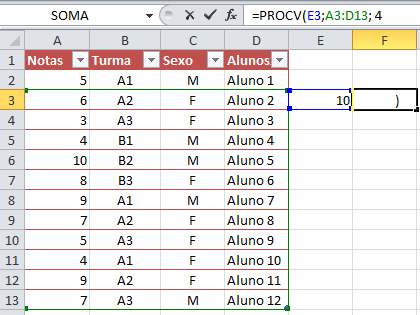 SOMA =PROCV(E3;A3:D13; 4
A B C D E F
1 Notas Turma Sexo Alunos
2 5 A1 M Aluno 1
3 6 A2 F Aluno 2 10 )
4 3 A3 F Aluno 3
5 4 B1 M Aluno 4
6 10 B2 M Aluno 5
7 8 B3 F Aluno 6
8 9 A1 M Aluno 7
9 7 A2 F Aluno 8
10 5 A3 F Aluno 9
11 4 A1 F Aluno 10
12 9 A2 F Aluno 11
13 7 A3 M Aluno 12